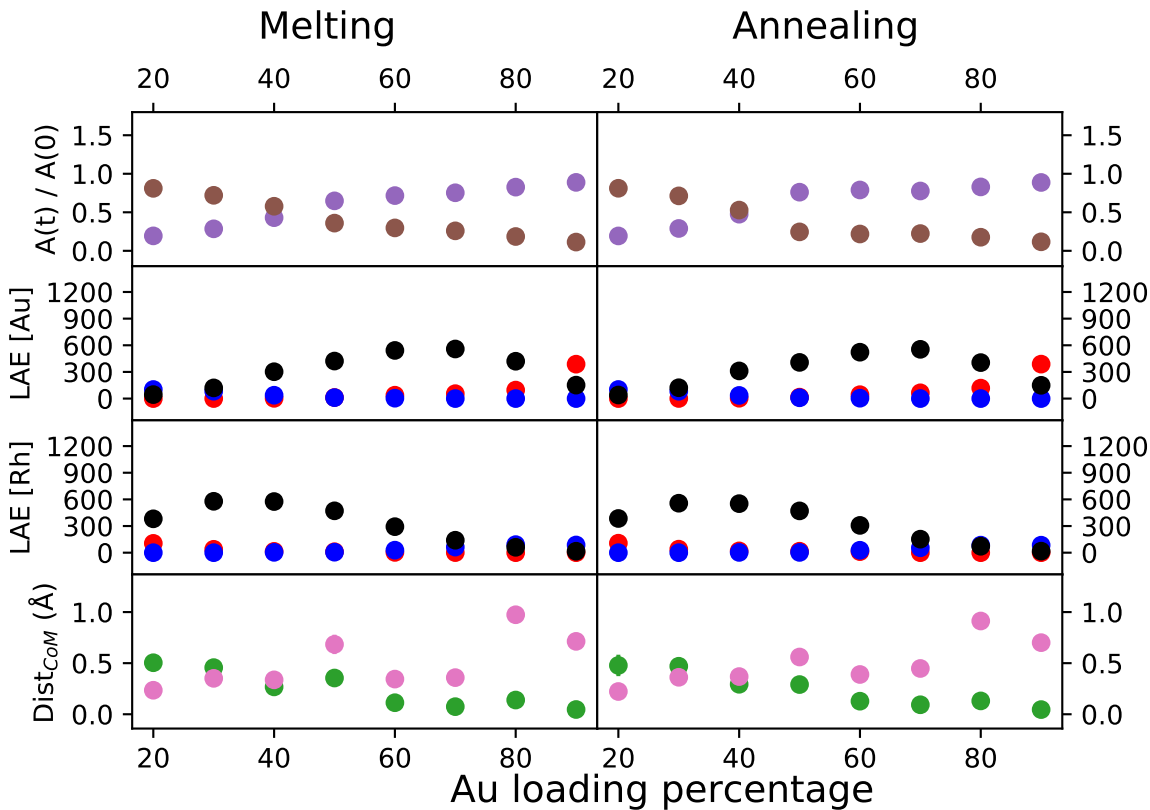 Melting Annealing
20 40 60 80 20 40 60 80
A(t) / A(0) 1.5 1.0 0.5 0.0 1.5 1.0 0.5 0.0
LAE [Au] 1200 900 600 300 0 1200 900 600 300 0
LAE [Rh] 1200 900 600 300 0 1200 900 600 300 0
Dist_CoM (Å) 1.0 0.5 0.0 1.0 0.5 0.0
20 40 60 80 20 40 60 80
Au loading percentage